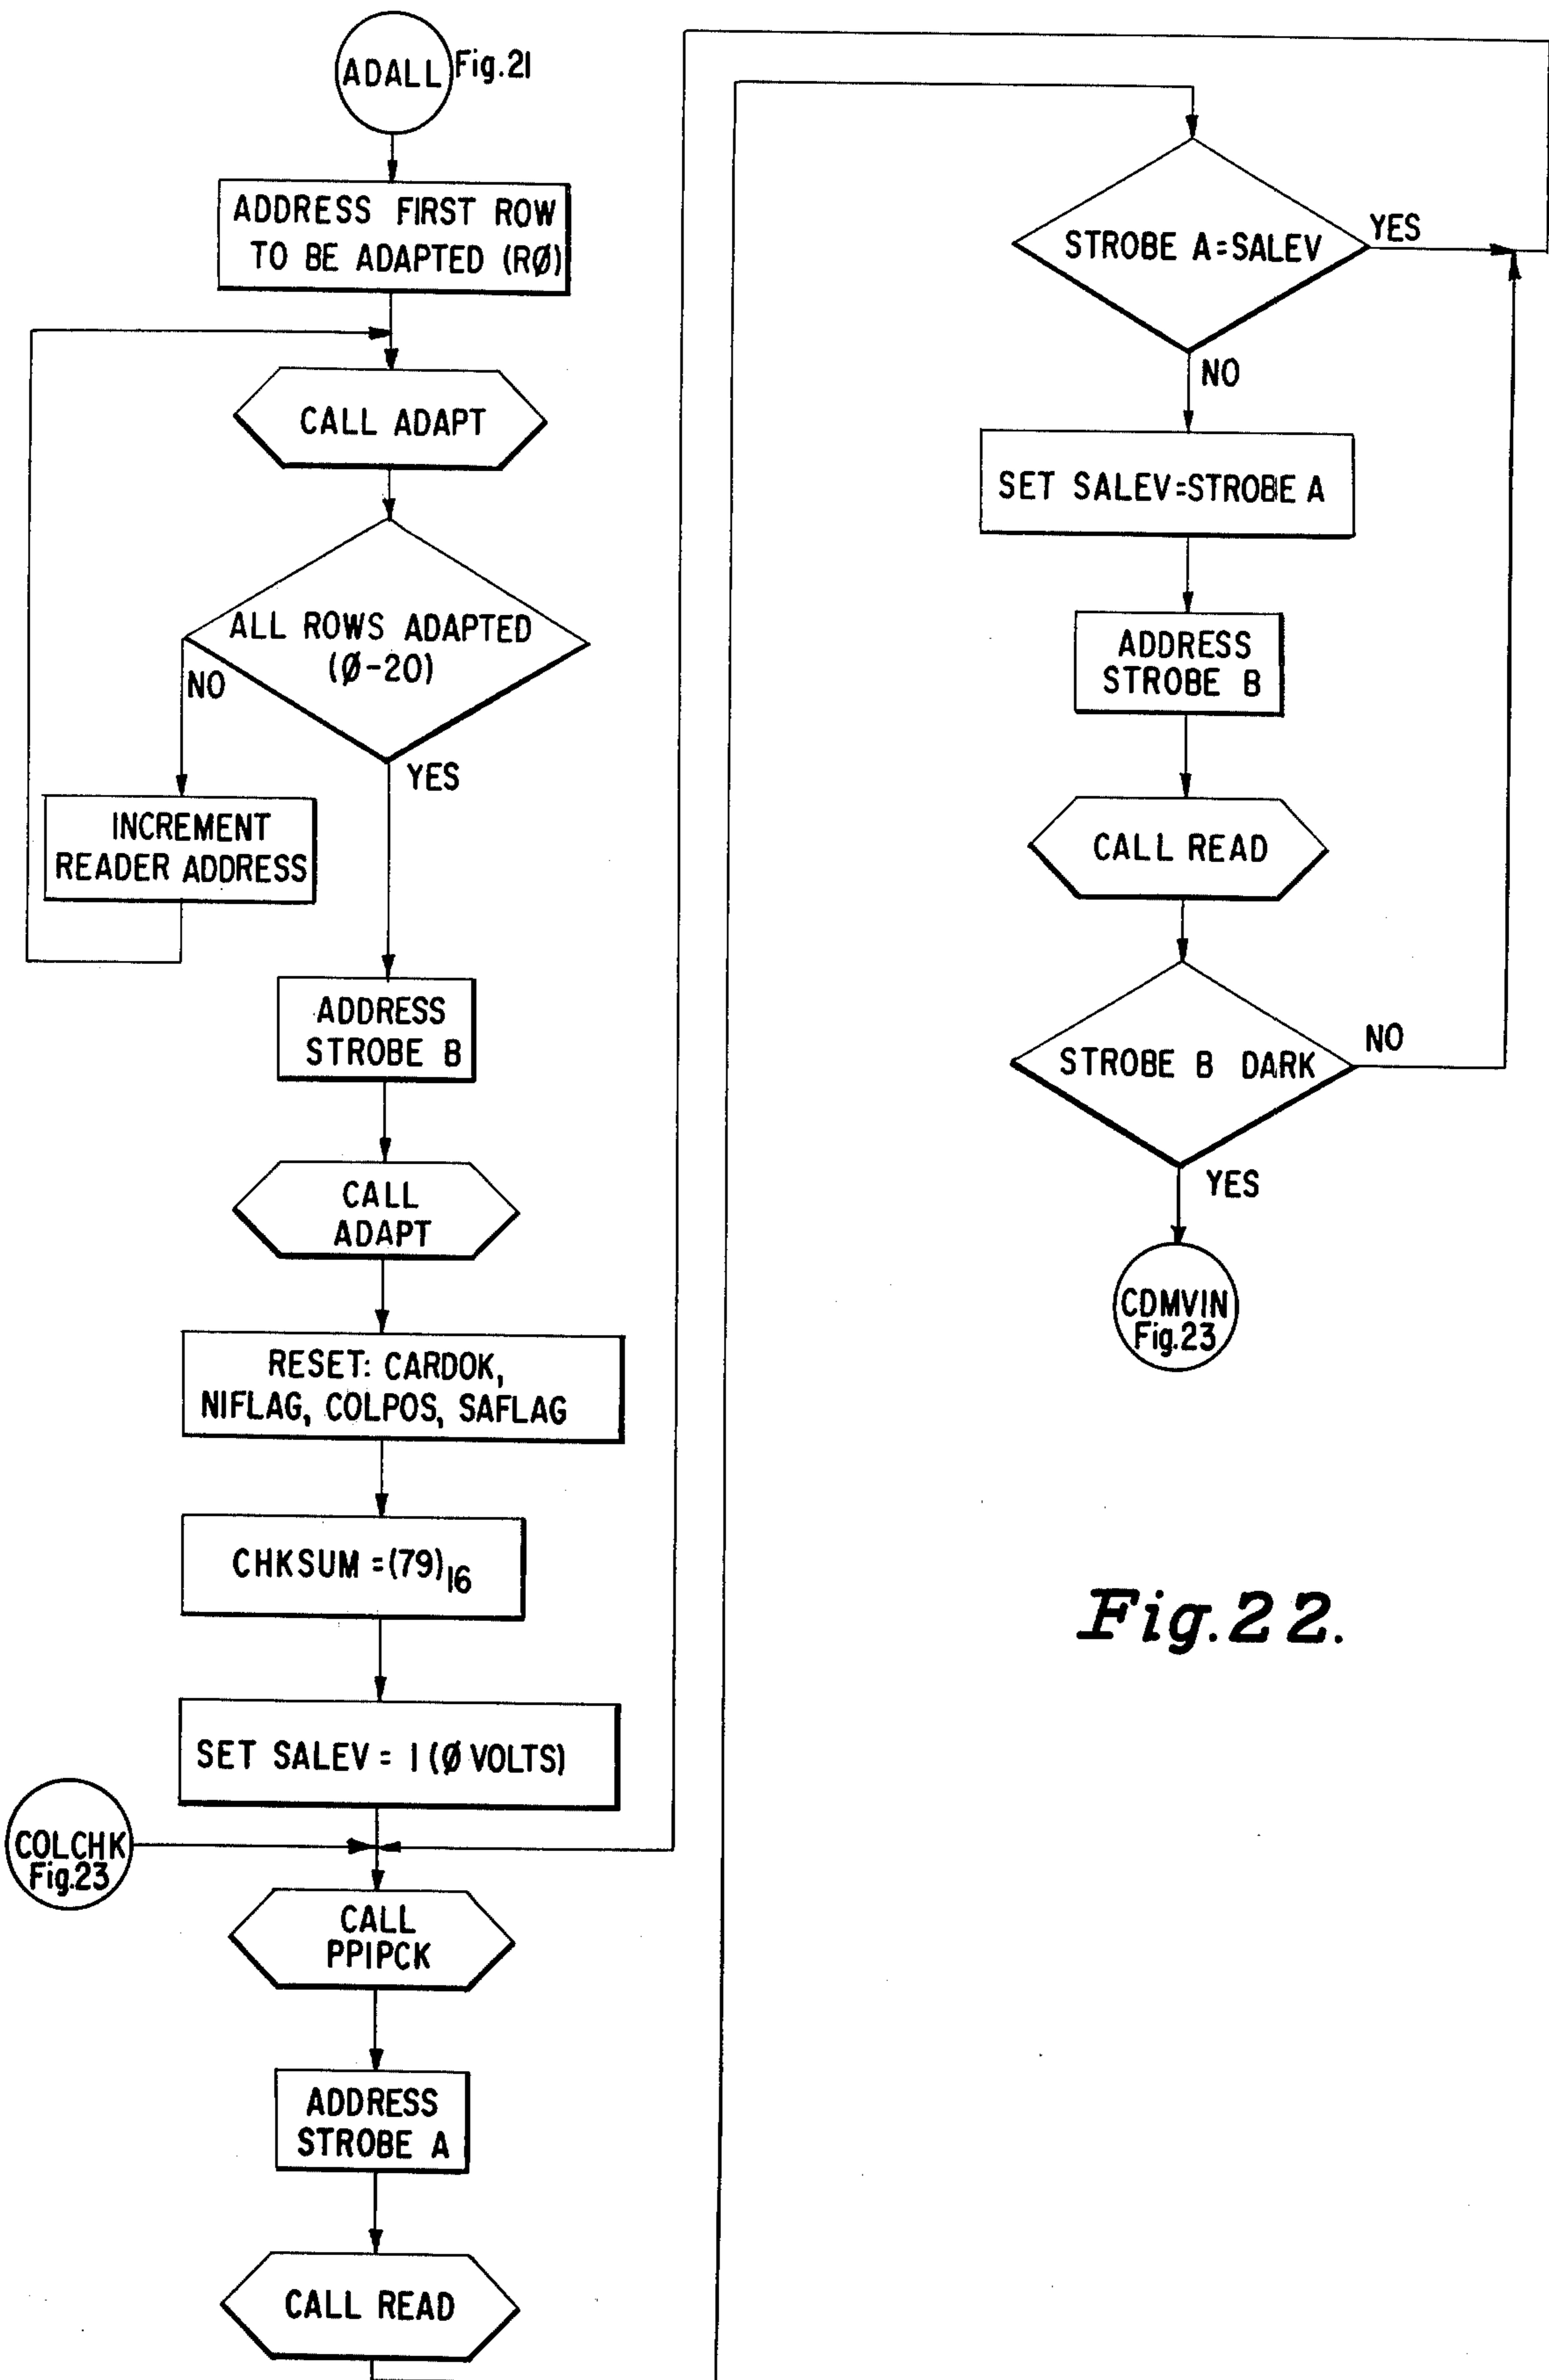 ADALL Fig.21
ADDRESS FIRST ROW
TO BE ADAPTED (RØ)
CALL ADAPT
ALL ROWS ADAPTED
(Ø-20)
NO
YES
INCREMENT
READER ADDRESS
ADDRESS
STROBE B
CALL
ADAPT
RESET: CARDOK,
NIFLAG, COLPOS, SAFLAG
CHKSUM =(79)16
SET SALEV = 1 (Ø VOLTS)
COLCHK
Fig.23
CALL
PPIPCK
ADDRESS
STROBE A
CALL READ
STROBE A=SALEV
YES
NO
SET SALEV=STROBE A
ADDRESS
STROBE B
CALL READ
STROBE B DARK
NO
YES
CDMVIN
Fig.23
Fig.22.